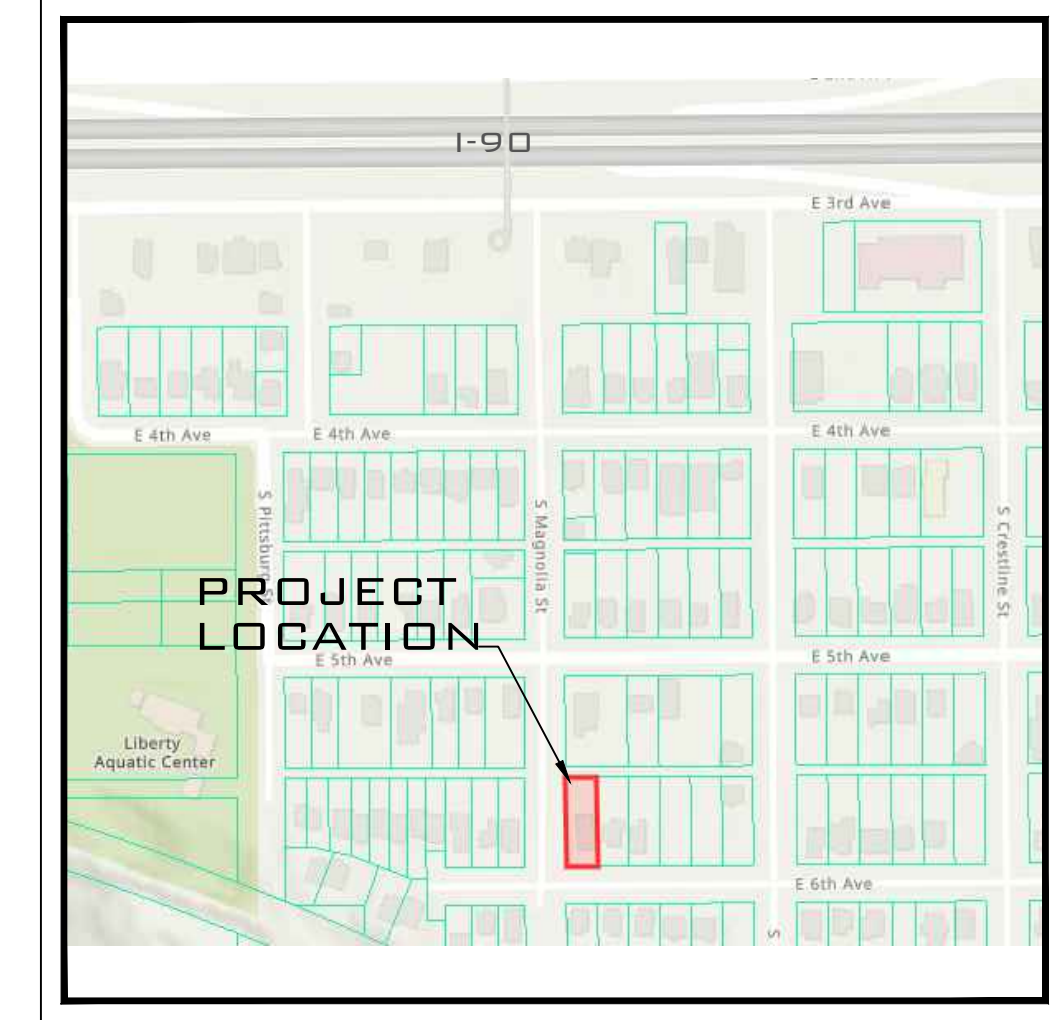 I-90
E 3rd Ave
E 4th Ave
E 4th Ave
E 4th Ave
S Pittsburg St
S Magnolia St
S Crestline St
PROJECT
LOCATION
E 5th Ave
E 5th Ave
Liberty
Aquatic Center
E 6th Ave
S